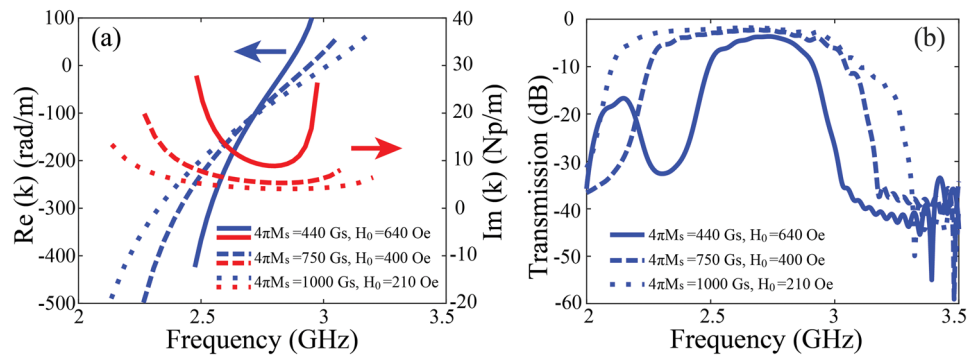 100
0
-100
-200
-300
-400
-500
Re (k) (rad/m)
(a)
40
30
20
10
0
-10
-20
Im (k) (Np/m)
4πMs =440 Gs, H0 =640 Oe
4πMs =750 Gs, H0 =400 Oe
4πMs =1000 Gs, H0 =210 Oe
2 2.5 3 3.5
Frequency (GHz)
0
-10
-20
-30
-40
-50
-60
Transmission (dB)
(b)
4πMs =440 Gs, H0 =640 Oe
4πMs =750 Gs, H0 =400 Oe
4πMs =1000 Gs, H0 =210 Oe
2 2.5 3 3.5
Frequency (GHz)